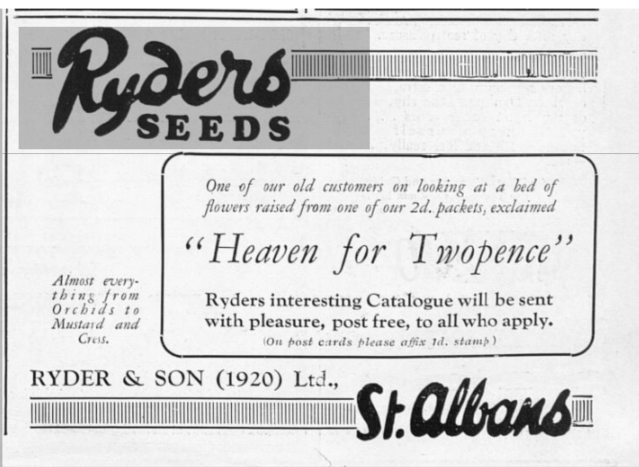 Ryders
SEEDS
One of our old customers on looking at a bed of
flowers raised from one of our 2d. packets, exclaimed
“Heaven for Twopence”
Ryders interesting Catalogue will be sent
with pleasure, post free, to all who apply.
(On post cards please affix 1d. stamp)
Almost every-
thing from
Orchids to
Mustard and
Cress.
RYDER & SON (1920) Ltd.,
St. Albans